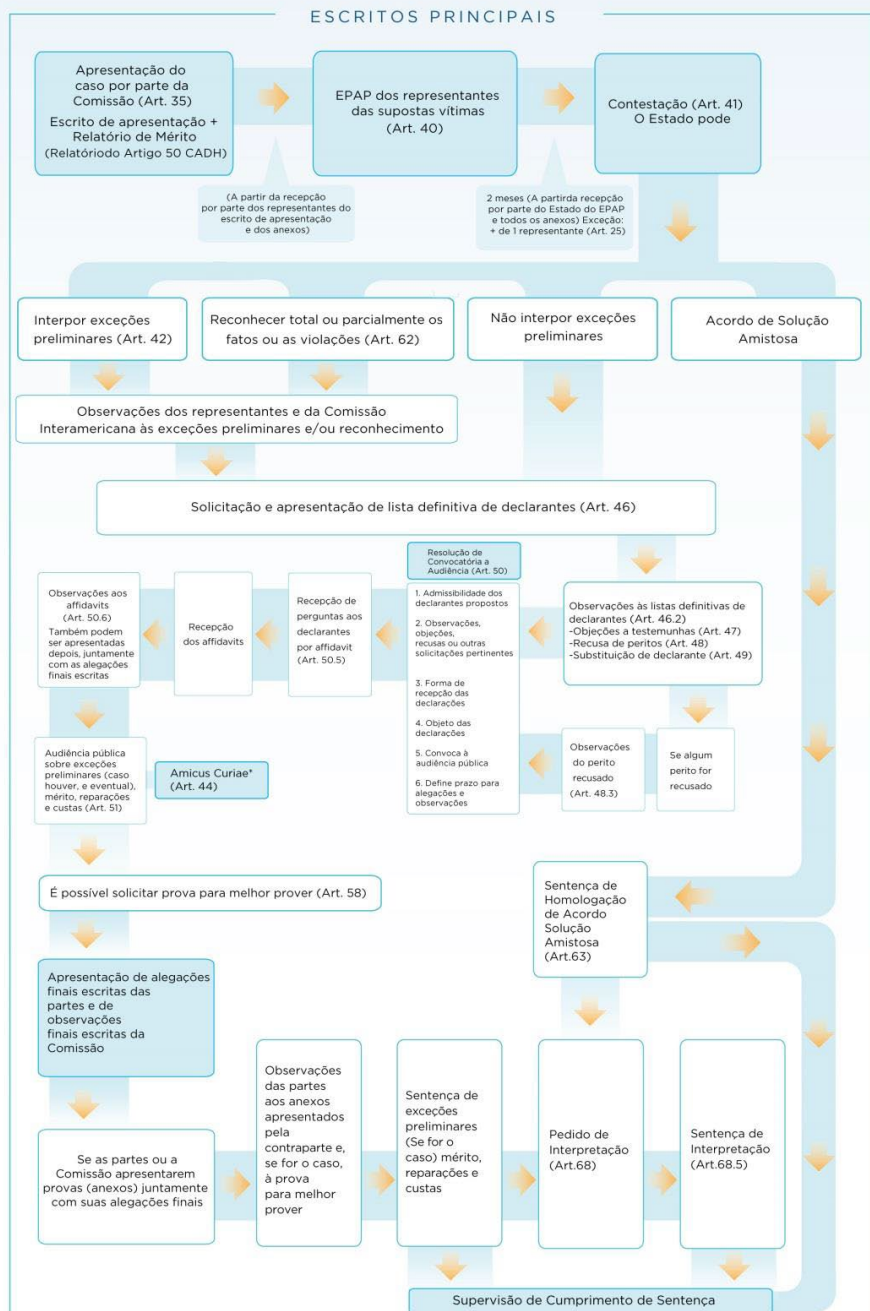 ESCRITOS PRINCIPAIS
Apresentação do
caso por parte da
Comissão (Art. 35)
Escrito de apresentação +
Relatório de Mérito
(Relatóriodo Artigo 50 CADH)
EPAP dos representantes
das supostas vítimas
(Art. 40)
Contestação (Art. 41)
O Estado pode
(A partir da recepção
por parte dos representantes do
escrito de apresentação
e dos anexos)
2 meses (A partirda recepção
por parte do Estado do EPAP
e todos os anexos) Exceção:
+ de 1 representante (Art. 25)
Interpor exceções
preliminares (Art. 42)
Reconhecer total ou parcialmente os
fatos ou as violações (Art. 62)
Não interpor exceções
preliminares
Acordo de Solução
Amistosa
Observações dos representantes e da Comissão
Interamericana às exceções preliminares e/ou reconhecimento
Solicitação e apresentação de lista definitiva de declarantes (Art. 46)
Observações às listas definitivas de
declarantes (Art. 46.2)
-Objeções a testemunhas (Art. 47)
-Recusa de peritos (Art. 48)
-Substituição de declarante (Art. 49)
Se algum
perito for
recusado
Observações
do perito
recusado
(Art. 48.3)
Resolução de
Convocatória a
Audiência (Art. 50)
1. Admissibilidade dos
declarantes propostos
2. Observações,
objeções,
recusas ou outras
solicitações pertinentes
3. Forma de
recepção das
declarações
4. Objeto das
declarações
5. Convoca à
audiência pública
6. Define prazo para
alegações e
observações
Recepção de
perguntas aos
declarantes
por affidavit
(Art. 50.5)
Recepção
dos affidavits
Observações aos
affidavits
(Art. 50.6)
Também podem
ser apresentadas
depois, juntamente
com as alegações
finais escritas
Audiência pública
sobre exceções
preliminares (caso
houver, e eventual),
mérito, reparações
e custas (Art. 51)
Amicus Curiae*
(Art. 44)
É possível solicitar prova para melhor prover (Art. 58)
Apresentação de alegações
finais escritas das
partes e de
observações
finais escritas da
Comissão
Se as partes ou a
Comissão apresentarem
provas (anexos) juntamente
com suas alegações finais
Observações
das partes
aos anexos
apresentados
pela
contraparte e,
se for o caso,
à prova
para melhor
prover
Sentença de
exceções
preliminares
(Se for o
caso) mérito,
reparações e
custas
Sentença de
Homologação
de Acordo
Solução
Amistosa
(Art.63)
Pedido de
Interpretação
(Art.68)
Sentença de
Interpretação
(Art.68.5)
Supervisão de Cumprimento de Sentença